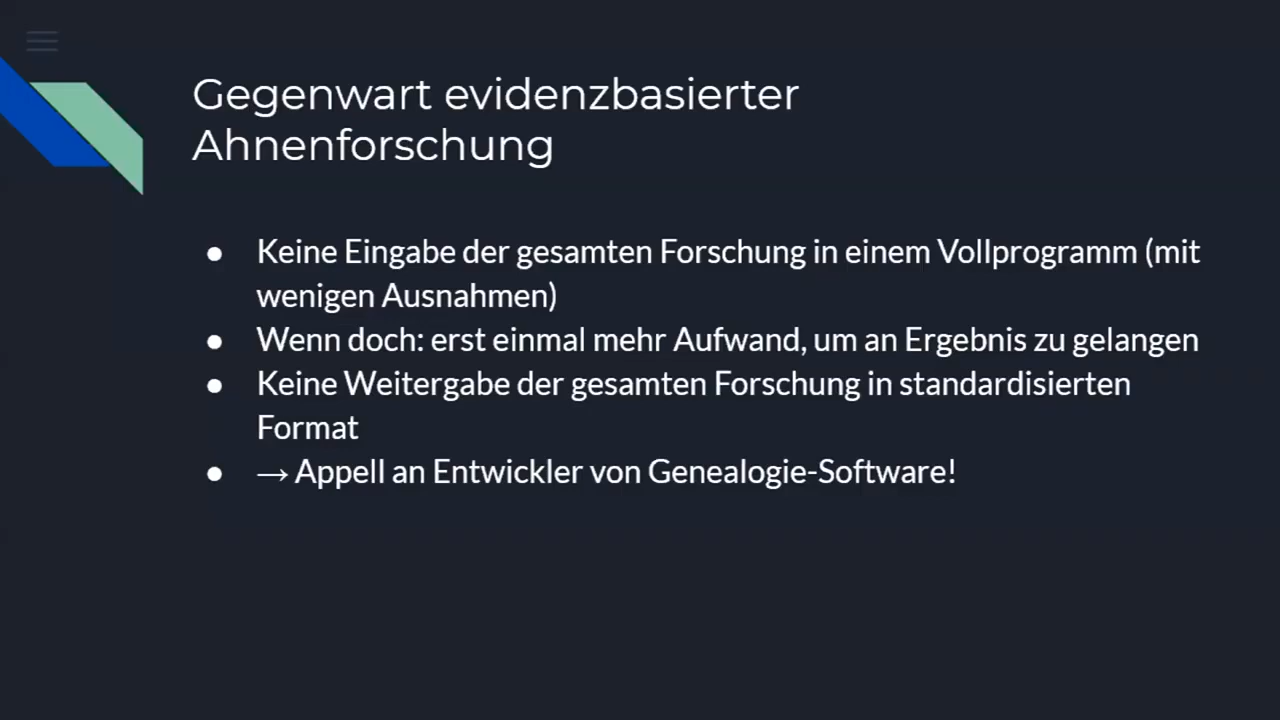 Gegenwart evidenzbasierter
Ahnenforschung
● Keine Eingabe der gesamten Forschung in einem Vollprogramm (mit
wenigen Ausnahmen)
● Wenn doch: erst einmal mehr Aufwand, um an Ergebnis zu gelangen
● Keine Weitergabe der gesamten Forschung in standardisierten
Format
● → Appell an Entwickler von Genealogie-Software!